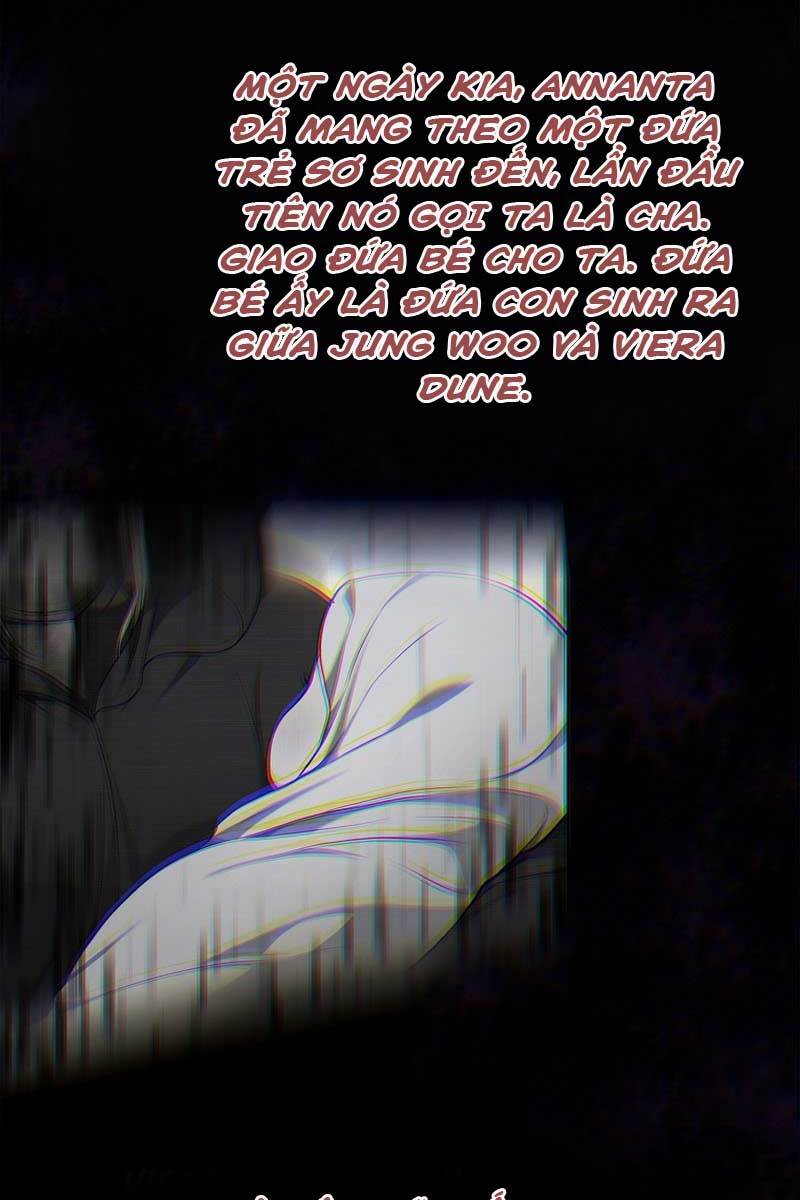 MỘT NGÀY KIA, ANNANTA
ĐÃ MANG THEO MỘT ĐỨA
TRẺ SƠ SINH ĐẾN, LẦN ĐẦU
TIÊN NÓ GỌI TA LÀ CHA.
GIAO ĐỨA BÉ CHO TA. ĐỨA
BÉ ẤY LÀ ĐỨA CON SINH RA
GIỮA JUNG WOO VÀ VIERA
DUNE.